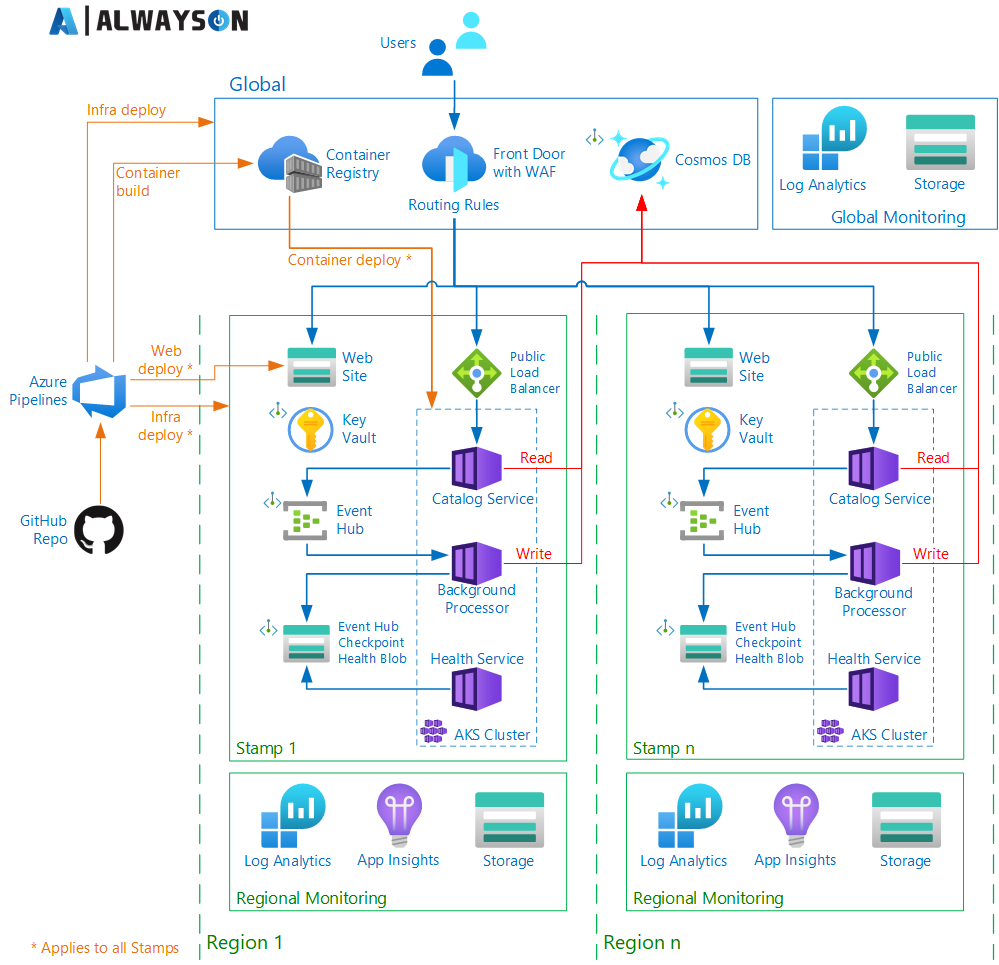 ALWAYSON
Users
Global
Infra deploy
Container
build
Container
Registry
Front Door
with WAF
Routing Rules
Cosmos DB
Log Analytics
Storage
Global Monitoring
Container deploy *
Web
deploy *
Infra
deploy *
Azure
Pipelines
GitHub
Repo
Web
Site
Public
Load
Balancer
Key
Vault
Read
Catalog Service
Event
Hub
Write
Background
Processor
Event Hub
Checkpoint
Health Blob
Health Service
AKS Cluster
Stamp 1
Web
Site
Public
Load
Balancer
Key
Vault
Read
Catalog Service
Event
Hub
Write
Background
Processor
Event Hub
Checkpoint
Health Blob
Health Service
AKS Cluster
Stamp n
Log Analytics
App Insights
Storage
Regional Monitoring
Log Analytics
App Insights
Storage
Regional Monitoring
* Applies to all Stamps
Region 1
Region n